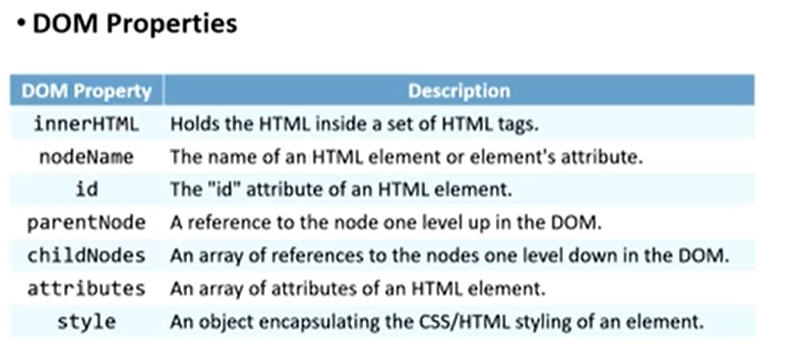 • DOM Properties
DOM Property Description
innerHTML Holds the HTML inside a set of HTML tags.
nodeName The name of an HTML element or element's attribute.
id The "id" attribute of an HTML element.
parentNode A reference to the node one level up in the DOM.
childNodes An array of references to the nodes one level down in the DOM.
attributes An array of attributes of an HTML element.
style An object encapsulating the CSS/HTML styling of an element.